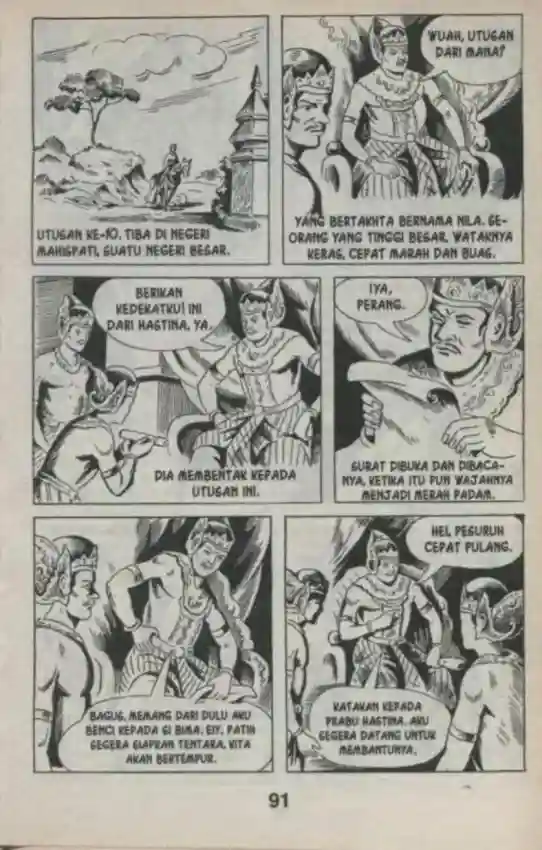 UTUSAN KE-10. TIBA DI NEGERI
MAHISPATI, SUATU NEGERI BESAR.
WUAH, UTUSAN
DARI MANA?
YANG BERTAKHTA BERNAMA NILA. SE-
ORANG YANG TINGGI BESAR, WATAKNYA
KERAS, CEPAT MARAH DAN BUAS.
BERIKAN
KEDEKATKU! INI
DARI HASTINA, YA.
DIA MEMBENTAK KEPADA
UTUSAN INI.
IYA,
PERANG.
SURAT DIBUKA DAN DIBACA-
NYA, KETIKA ITU PUN WAJAHNYA
MENJADI MERAH PADAM.
BAGUS, MEMANG DARI DULU AKU
BENCI KEPADA SI BIMA. EIY, PATIH
SEGERA SIAPKAN TENTARA, KITA
AKAN BERTEMPUR.
HEI, PESURUH
CEPAT PULANG.
KATAKAN KEPADA
PRABU HASTINA. AKU
SEGERA DATANG UNTUK
MEMBANTUNYA.
91